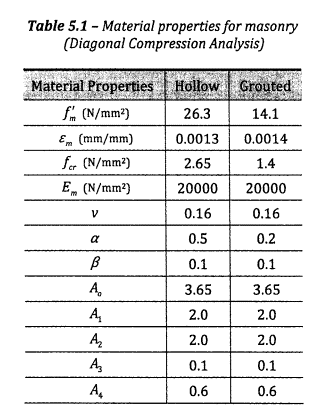 Table 5.1 – Material properties for masonry
(Diagonal Compression Analysis)
Material Properties Hollow Grouted
f'm (N/mm²) 26.3 14.1
εm (mm/mm) 0.0013 0.0014
fcr (N/mm²) 2.65 1.4
Em (N/mm²) 20000 20000
ν 0.16 0.16
α 0.5 0.2
β 0.1 0.1
Ao 3.65 3.65
A1 2.0 2.0
A2 2.0 2.0
A3 0.1 0.1
A4 0.6 0.6